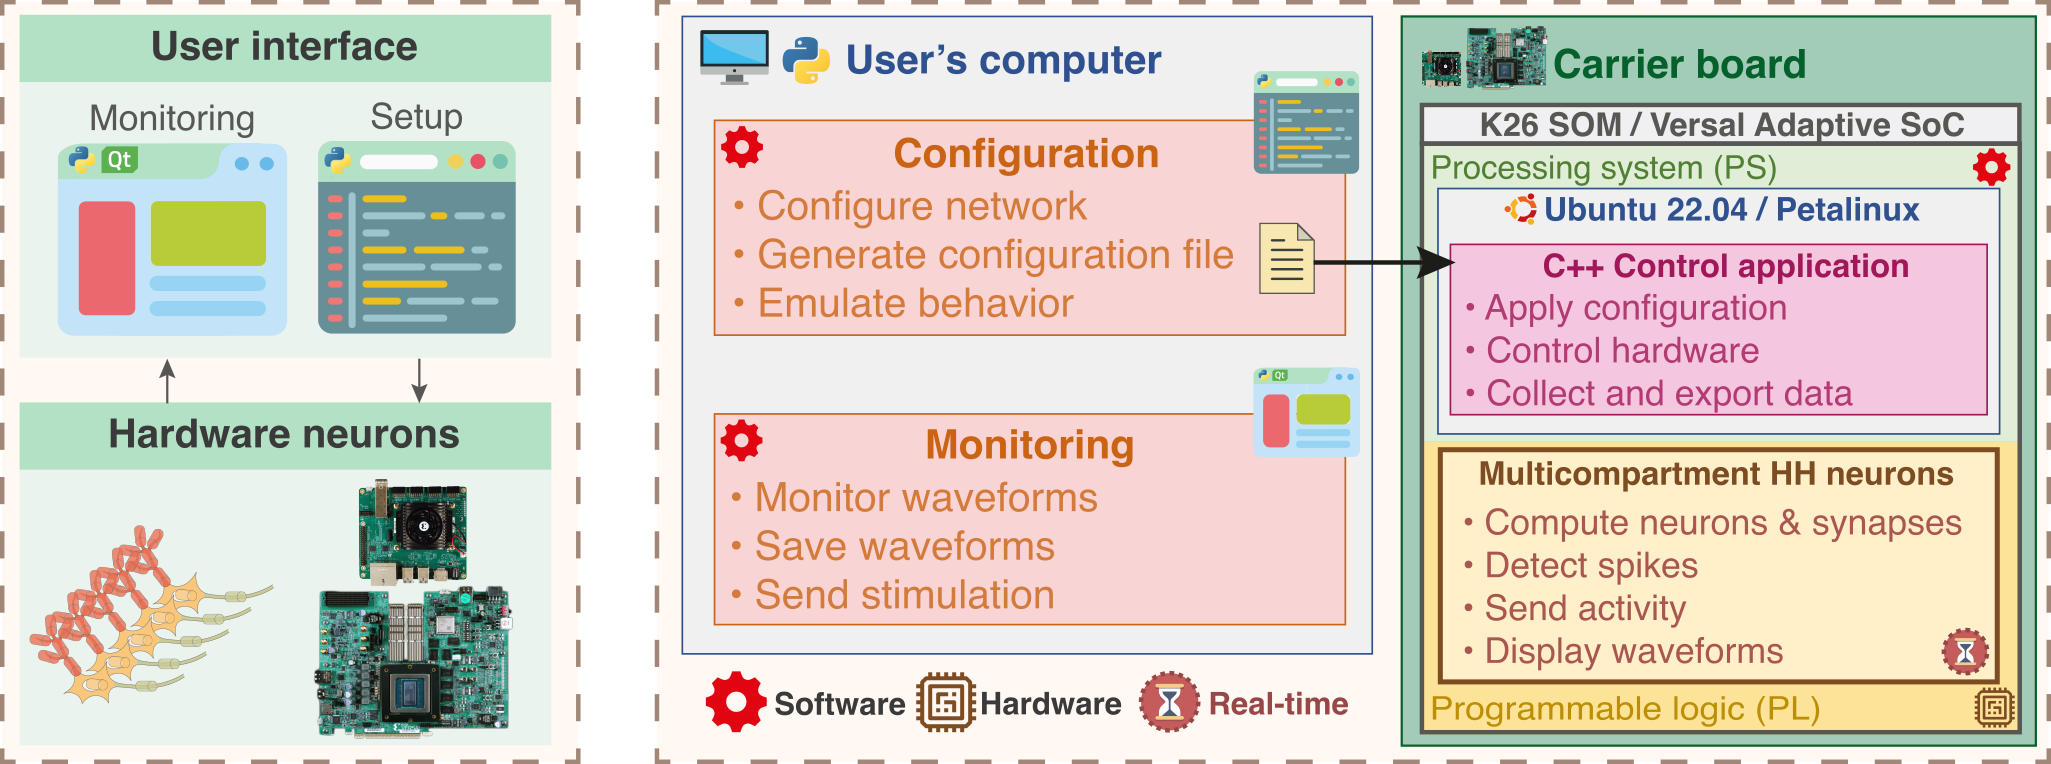 User interface
Monitoring
Setup
Qt
Hardware neurons
User's computer
Configuration
• Configure network
• Generate configuration file
• Emulate behavior
Qt
Monitoring
• Monitor waveforms
• Save waveforms
• Send stimulation
Software
Hardware
Real-time
Carrier board
K26 SOM / Versal Adaptive SoC
Processing system (PS)
Ubuntu 22.04 / Petalinux
C++ Control application
• Apply configuration
• Control hardware
• Collect and export data
Multicompartment HH neurons
• Compute neurons & synapses
• Detect spikes
• Send activity
• Display waveforms
Programmable logic (PL)